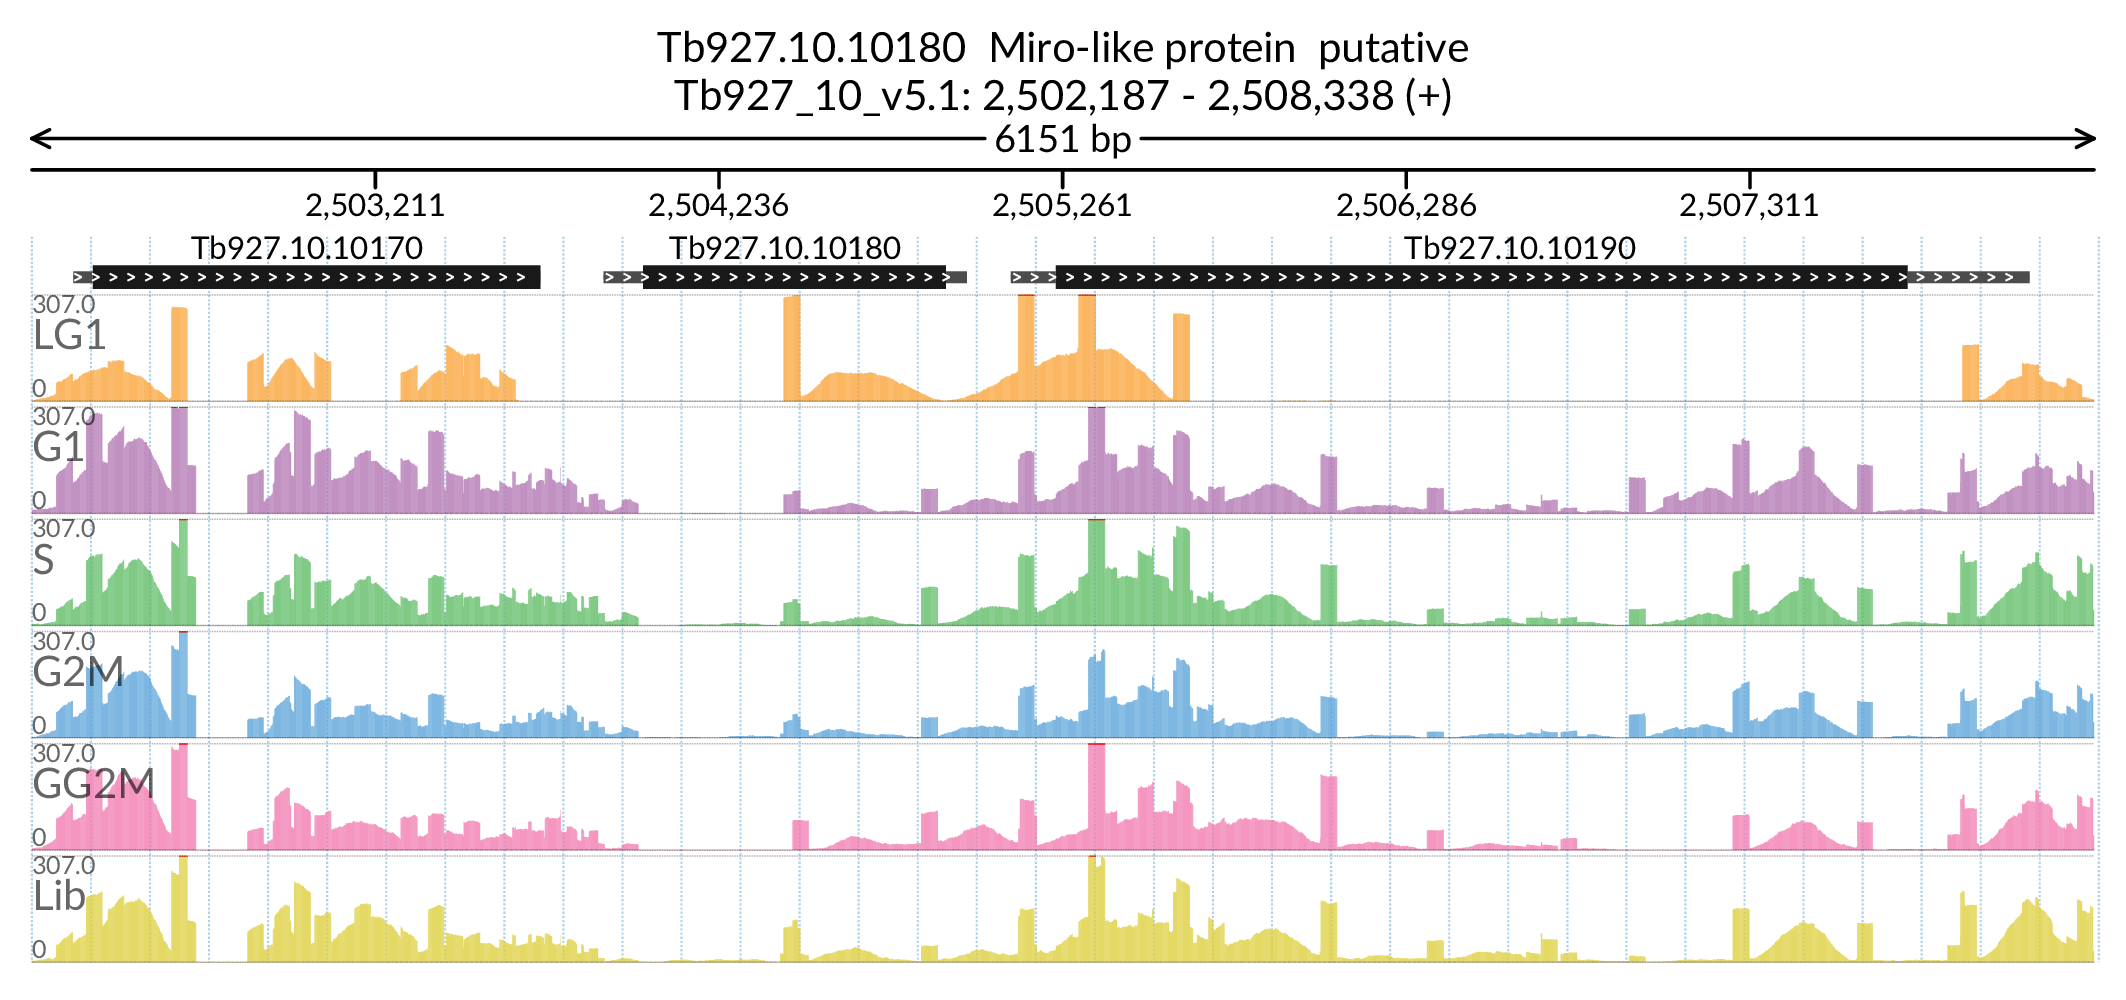 Tb927.10.10180 Miro-like protein putative
Tb927_10_v5.1: 2,502,187 - 2,508,338 (+)
6151 bp
2,503,211 2,504,236 2,505,261 2,506,286 2,507,311
Tb927.10.10170 Tb927.10.10180 Tb927.10.10190
307.0
LG1
0
307.0
G1
0
307.0
S
0
307.0
G2M
0
307.0
GG2M
0
307.0
Lib
0